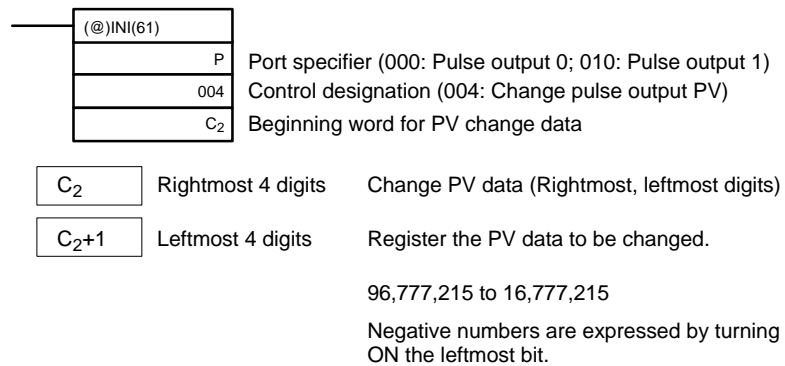 (@)INI(61)
P Port specifier (000: Pulse output 0; 010: Pulse output 1)
004 Control designation (004: Change pulse output PV)
C2 Beginning word for PV change data
C2 Rightmost 4 digits Change PV data (Rightmost, leftmost digits)
C2+1 Leftmost 4 digits Register the PV data to be changed.
96,777,215 to 16,777,215
Negative numbers are expressed by turning
ON the leftmost bit.